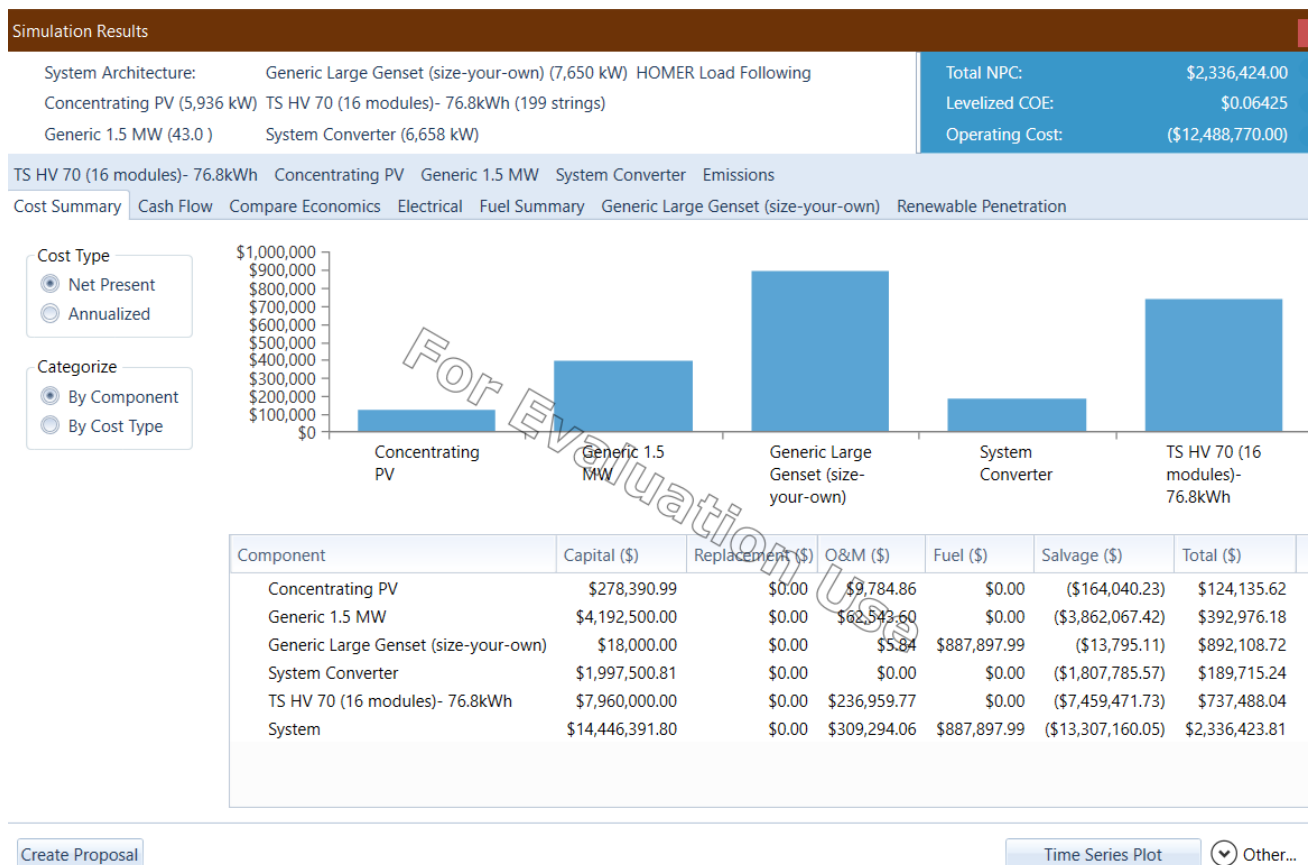 Simulation Results
System Architecture: Generic Large Genset (size-your-own) (7,650 kW) HOMER Load Following
Concentrating PV (5,936 kW) TS HV 70 (16 modules)- 76.8kWh (199 strings)
Generic 1.5 MW (43.0 ) System Converter (6,658 kW)
Total NPC: $2,336,424.00
Levelized COE: $0.06425
Operating Cost: ($12,488,770.00)
TS HV 70 (16 modules)- 76.8kWh Concentrating PV Generic 1.5 MW System Converter Emissions
Cost Summary Cash Flow Compare Economics Electrical Fuel Summary Generic Large Genset (size-your-own) Renewable Penetration
Cost Type
Net Present
Annualized
Categorize
By Component
By Cost Type
$1,000,000
$900,000
$800,000
$700,000
$600,000
$500,000
$400,000
$300,000
$200,000
$100,000
$0
Concentrating
PV
Generic 1.5
MW
Generic Large
Genset (size-
your-own)
System
Converter
TS HV 70 (16
modules)-
76.8kWh
For Evaluation Use
Component Capital ($) Replacement ($) O&M ($) Fuel ($) Salvage ($) Total ($)
Concentrating PV $278,390.99 $0.00 $9,784.86 $0.00 ($164,040.23) $124,135.62
Generic 1.5 MW $4,192,500.00 $0.00 $62,543.60 $0.00 ($3,862,067.42) $392,976.18
Generic Large Genset (size-your-own) $18,000.00 $0.00 $5.84 $887,897.99 ($13,795.11) $892,108.72
System Converter $1,997,500.81 $0.00 $0.00 $0.00 ($1,807,785.57) $189,715.24
TS HV 70 (16 modules)- 76.8kWh $7,960,000.00 $0.00 $236,959.77 $0.00 ($7,459,471.73) $737,488.04
System $14,446,391.80 $0.00 $309,294.06 $887,897.99 ($13,307,160.05) $2,336,423.81
Create Proposal
Time Series Plot
Other...